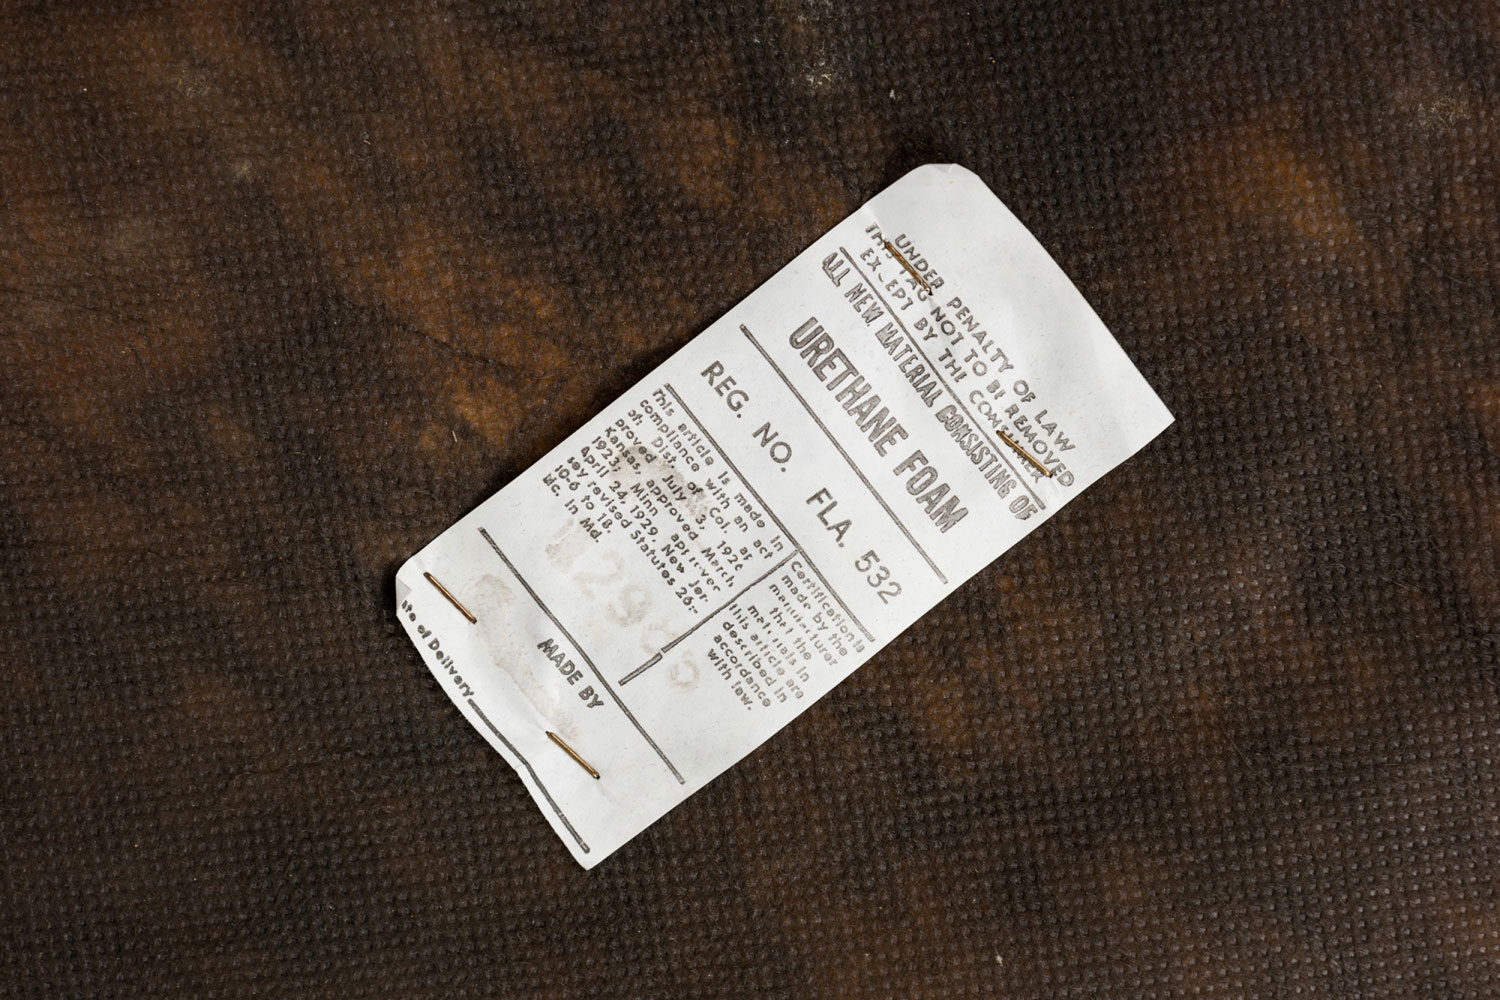 UNDER PENALTY OF LAW
THIS TAG NOT TO BE REMOVED
EXCEPT BY THE CONSUMER
ALL NEW MATERIAL CONSISTING OF
URETHANE FOAM
REG. NO. FLA. 532
This article is made in
compliance with an act
of Dist of Col. ap
proved July 3, 1926
Kansas, approved March,
1923, Minn approved
April 24, 1929. New Jer.
sey revised Statutes 26:-
10-6 to 18.
In Md.
Certification is
made by the
manufacturer
that the
materials in
this article are
described in
accordance
with law.
MADE BY
ate of Delivery